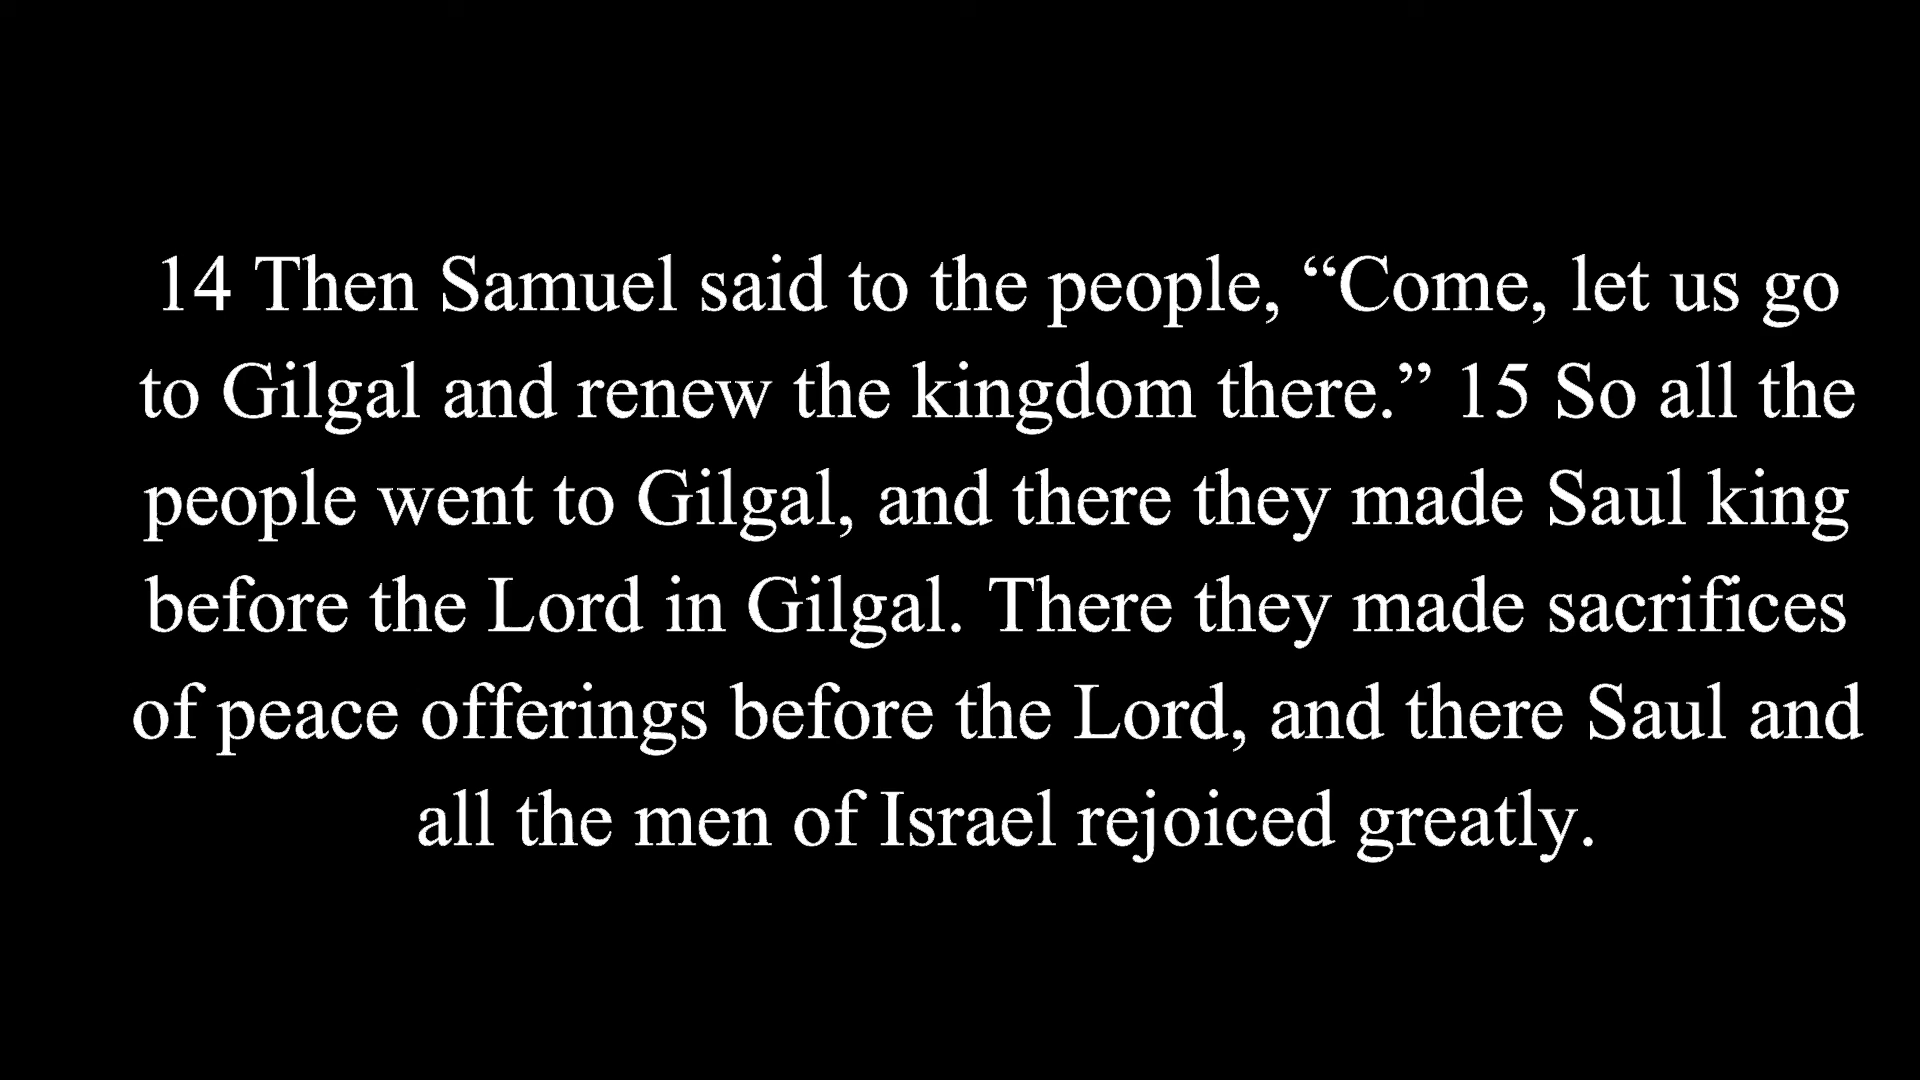 14 Then Samuel said to the people, “Come, let us go
to Gilgal and renew the kingdom there.” 15 So all the
people went to Gilgal, and there they made Saul king
before the Lord in Gilgal. There they made sacrifices
of peace offerings before the Lord, and there Saul and
all the men of Israel rejoiced greatly.